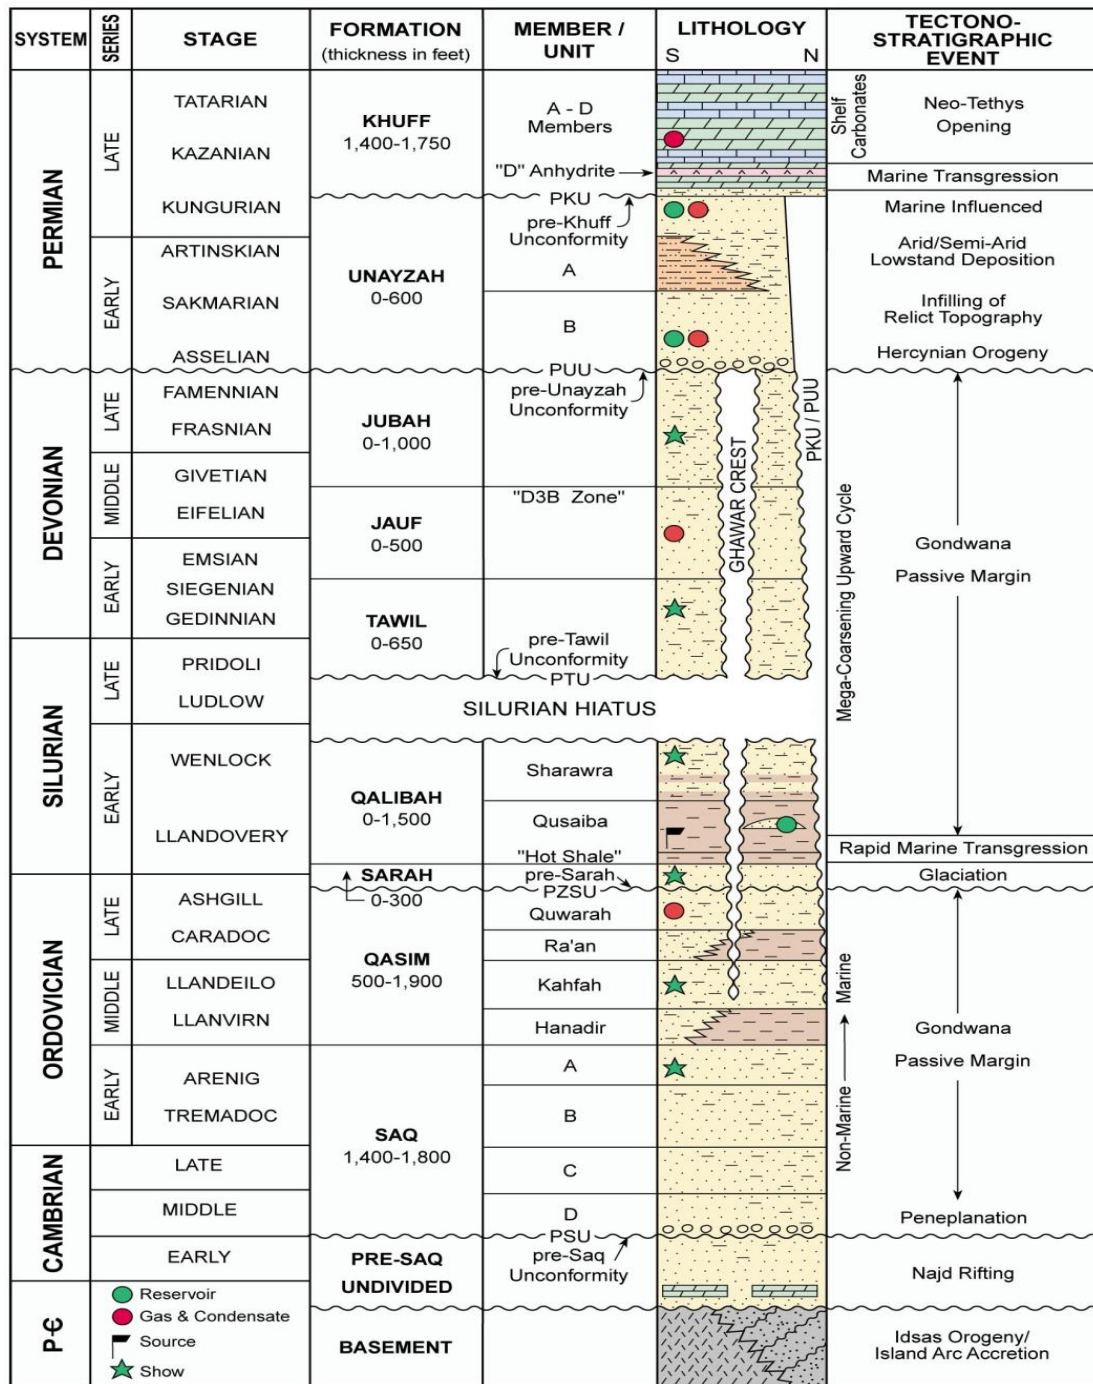 SYSTEM
SERIES
STAGE
FORMATION
(thickness in feet)
MEMBER /
UNIT
LITHOLOGY
S N
TECTONO-
STRATIGRAPHIC
EVENT
PERMIAN
LATE
TATARIAN
KAZANIAN
KUNGURIAN
EARLY
ARTINSKIAN
SAKMARIAN
ASSELIAN
KHUFF
1,400-1,750
A - D
Members
"D" Anhydrite
PKU
pre-Khuff
Unconformity
UNAYZAH
0-600
A
B
PUU
pre-Unayzah
Unconformity
Shelf
Carbonates
Neo-Tethys
Opening
Marine Transgression
Marine Influenced
Arid/Semi-Arid
Lowstand Deposition
Infilling of
Relict Topography
Hercynian Orogeny
DEVONIAN
LATE
FAMENNIAN
FRASNIAN
MIDDLE
GIVETIAN
EIFELIAN
EARLY
EMSIAN
SIEGENIAN
GEDINNIAN
JUBAH
0-1,000
"D3B Zone"
JAUF
0-500
TAWIL
0-650
pre-Tawil
Unconformity
PTU
GHAWAR CREST
PKU / PUU
Mega-Coarsening Upward Cycle
Gondwana
Passive Margin
SILURIAN
LATE
PRIDOLI
LUDLOW
SILURIAN HIATUS
EARLY
WENLOCK
LLANDOVERY
QALIBAH
0-1,500
Sharawra
Qusaiba
"Hot Shale"
Rapid Marine Transgression
SARAH
0-300
pre-Sarah
PZSU
Glaciation
ORDOVICIAN
LATE
ASHGILL
CARADOC
MIDDLE
LLANDEILO
LLANVIRN
EARLY
ARENIG
TREMADOC
QASIM
500-1,900
Quwarah
Ra'an
Kahfah
Hanadir
SAQ
1,400-1,800
A
B
C
D
PSU
pre-Saq
Unconformity
Marine
Non-Marine
Gondwana
Passive Margin
Peneplanation
CAMBRIAN
LATE
MIDDLE
EARLY
PRE-SAQ
UNDIVIDED
Najd Rifting
P-Ꞓ
Reservoir
Gas & Condensate
Source
Show
BASEMENT
Idsas Orogeny/
Island Arc Accretion